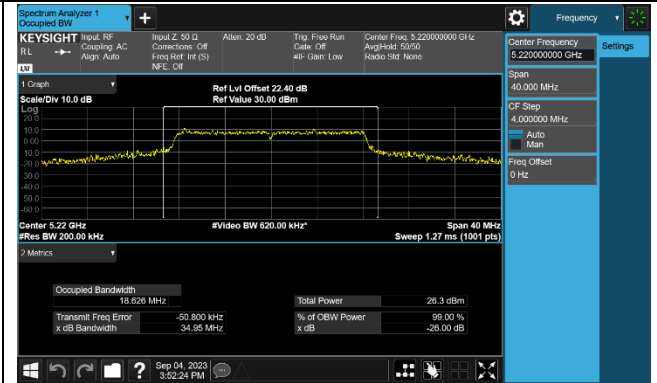 Spectrum Analyzer 1
Occupied BW
+
Frequency
KEYSIGHT
RL
LXI
Input: RF
Coupling: AC
Align: Auto
Input Z: 50 Ω
Corrections: Off
Freq Ref: Int (S)
NFE: Off
Atten: 20 dB
Trig: Free Run
Gate: Off
#IF Gain: Low
Center Freq: 5.220000000 GHz
Avg|Hold: 50/50
Radio Std: None
Center Frequency
5.220000000 GHz
Settings
Span
40.000 MHz
CF Step
4.000000 MHz
Auto
Man
Freq Offset
0 Hz
1 Graph
Scale/Div 10.0 dB
Ref Lvl Offset 22.40 dB
Ref Value 30.00 dBm
Log
20.0
10.0
0.00
-10.0
-20.0
-30.0
-40.0
-50.0
-60.0
Center 5.22 GHz
#Video BW 620.00 kHz*
Span 40 MHz
#Res BW 200.00 kHz
Sweep 1.27 ms (1001 pts)
2 Metrics
Occupied Bandwidth
18.626 MHz
Total Power 26.3 dBm
Transmit Freq Error -50.800 kHz
% of OBW Power 99.00 %
x dB Bandwidth 34.95 MHz
x dB -26.00 dB
?
Sep 04, 2023
3:52:24 PM